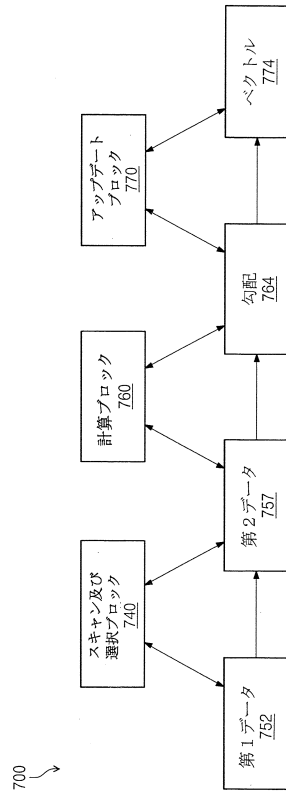 700
スキャン及び
選択ブロック
740
計算ブロック
760
アップデート
ブロック
770
第１データ
752
第２データ
757
勾配
764
ベクトル
774